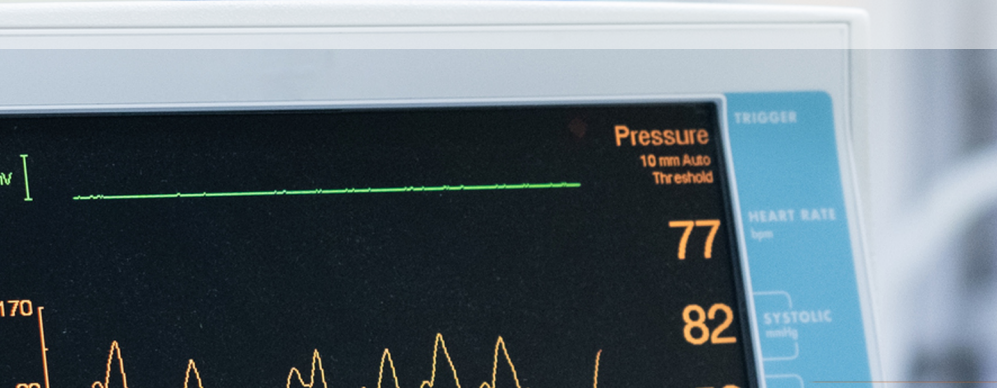 TRIGGER
Pressure
10 mm Auto
Threshold
HEART RATE
bpm
77
170
82
SYSTOLIC
mmHg